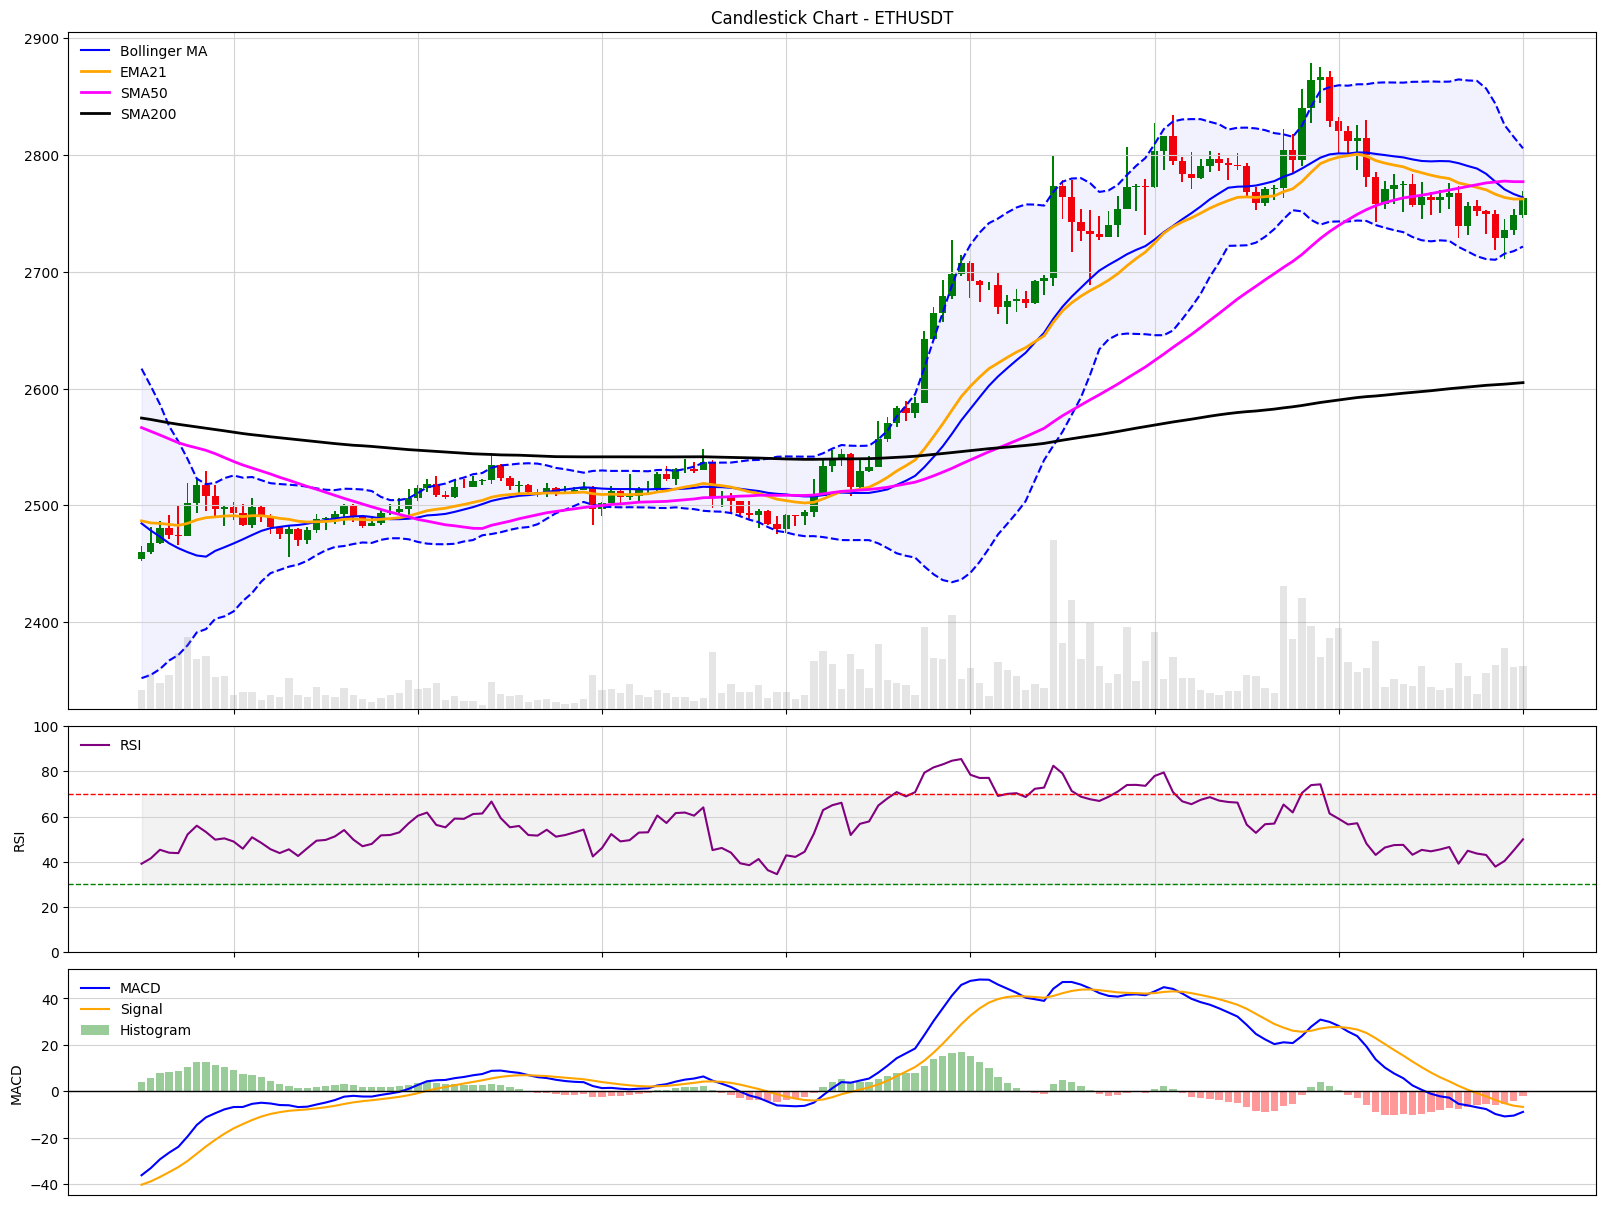 Candlestick Chart - ETHUSDT
2900
2800
2700
2600
2500
2400
Bollinger MA
EMA21
SMA50
SMA200
100
80
60
40
20
0
RSI
RSI
40
20
0
−20
−40
MACD
MACD
Signal
Histogram